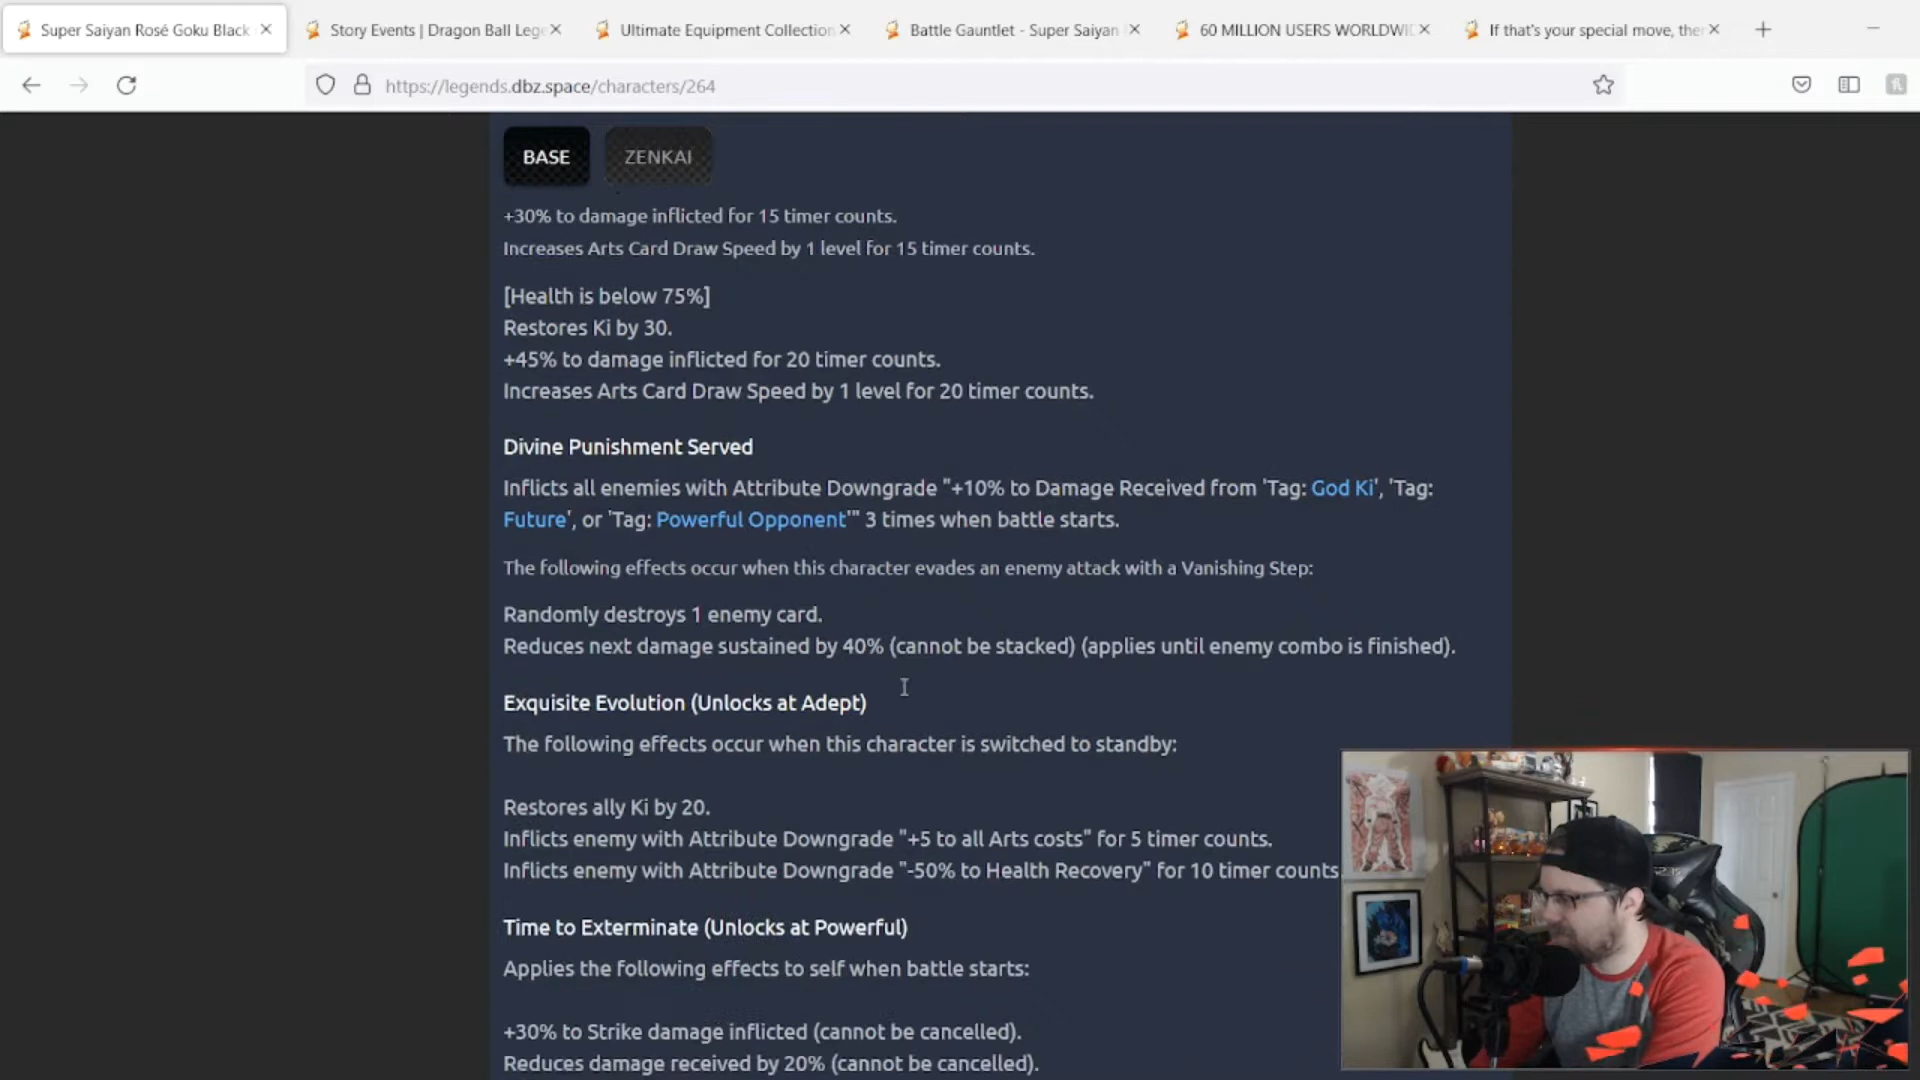 Super Saiyan Rosé Goku Black
Story Events | Dragon Ball Lege
Ultimate Equipment Collection
Battle Gauntlet - Super Saiyan
60 MILLION USERS WORLDWI
If that's your special move, ther
https://legends.dbz.space/characters/264
BASE
ZENKAI
+30% to damage inflicted for 15 timer counts.
Increases Arts Card Draw Speed by 1 level for 15 timer counts.
[Health is below 75%]
Restores Ki by 30.
+45% to damage inflicted for 20 timer counts.
Increases Arts Card Draw Speed by 1 level for 20 timer counts.
Divine Punishment Served
Inflicts all enemies with Attribute Downgrade "+10% to Damage Received from 'Tag: God Ki', 'Tag:
Future', or 'Tag: Powerful Opponent'" 3 times when battle starts.
The following effects occur when this character evades an enemy attack with a Vanishing Step:
Randomly destroys 1 enemy card.
Reduces next damage sustained by 40% (cannot be stacked) (applies until enemy combo is finished).
Exquisite Evolution (Unlocks at Adept)
The following effects occur when this character is switched to standby:
Restores ally Ki by 20.
Inflicts enemy with Attribute Downgrade "+5 to all Arts costs" for 5 timer counts.
Inflicts enemy with Attribute Downgrade "-50% to Health Recovery" for 10 timer counts
Time to Exterminate (Unlocks at Powerful)
Applies the following effects to self when battle starts:
+30% to Strike damage inflicted (cannot be cancelled).
Reduces damage received by 20% (cannot be cancelled).